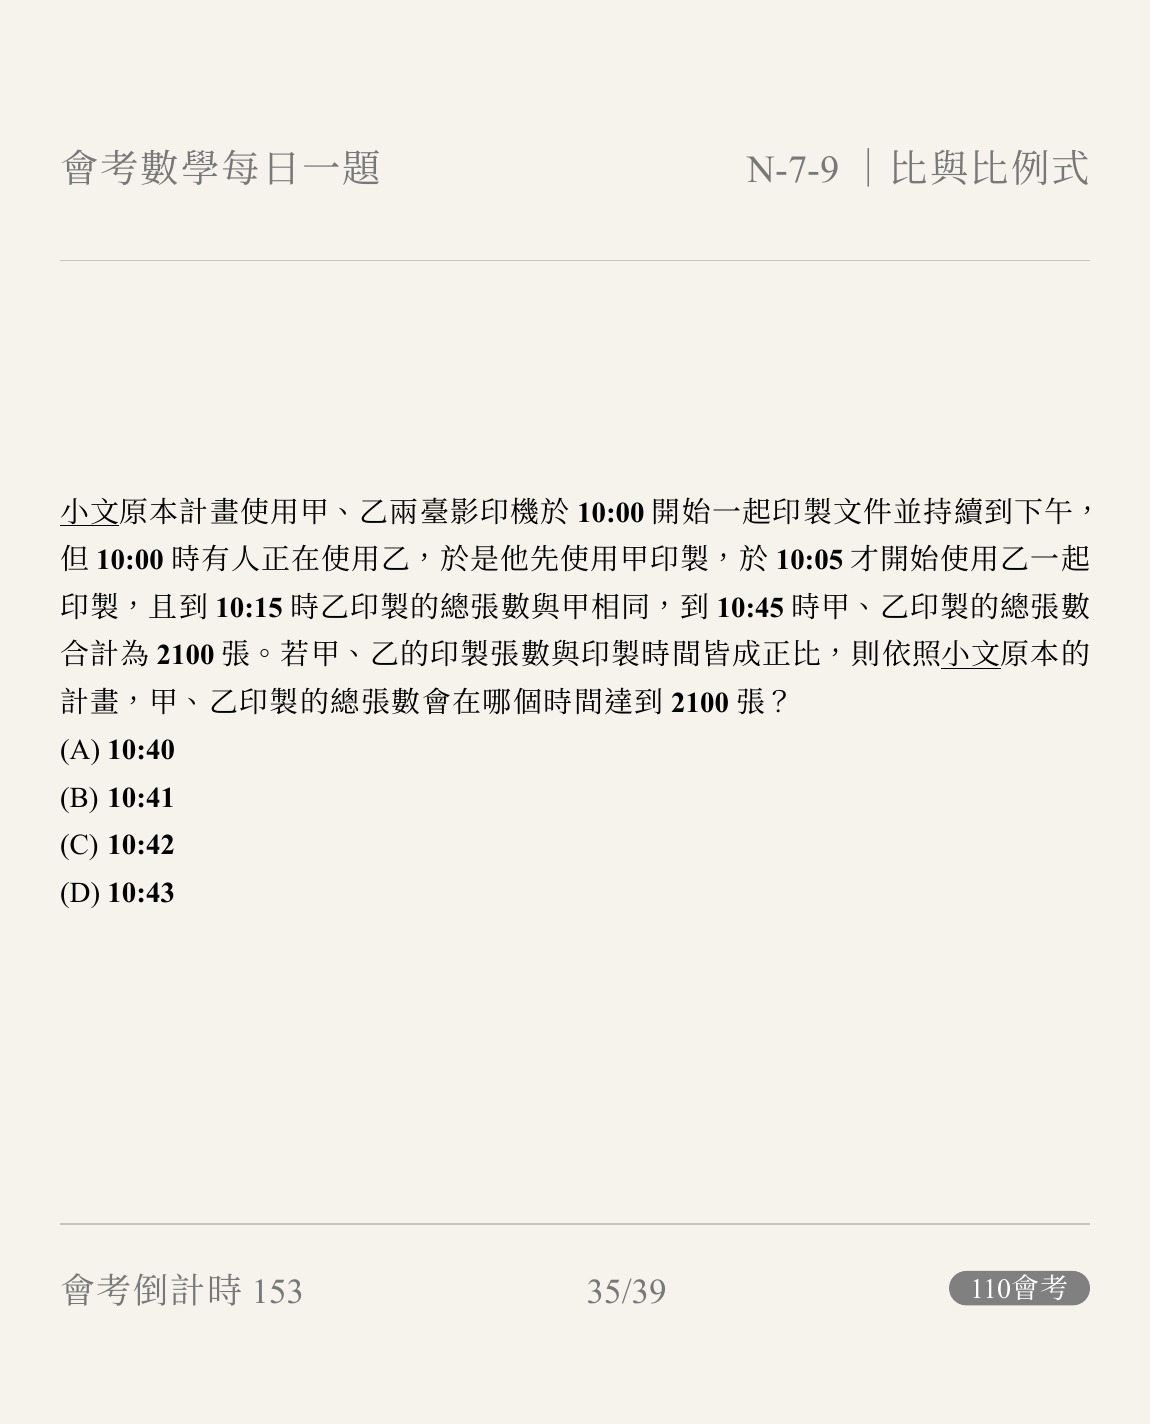 會考數學每日一題
N-7-9 | 比與比例式
小文原本計畫使用甲、乙兩臺影印機於 10:00 開始一起印製文件並持續到下午，
但 10:00 時有人正在使用乙，於是他先使用甲印製，於 10:05 才開始使用乙一起
印製，且到 10:15 時乙印製的總張數與甲相同，到 10:45 時甲、乙印製的總張數
合計為 2100 張。若甲、乙的印製張數與印製時間皆成正比，則依照小文原本的
計畫，甲、乙印製的總張數會在哪個時間達到 2100 張？
(A) 10:40
(B) 10:41
(C) 10:42
(D) 10:43
會考倒計時 153
35/39
110會考